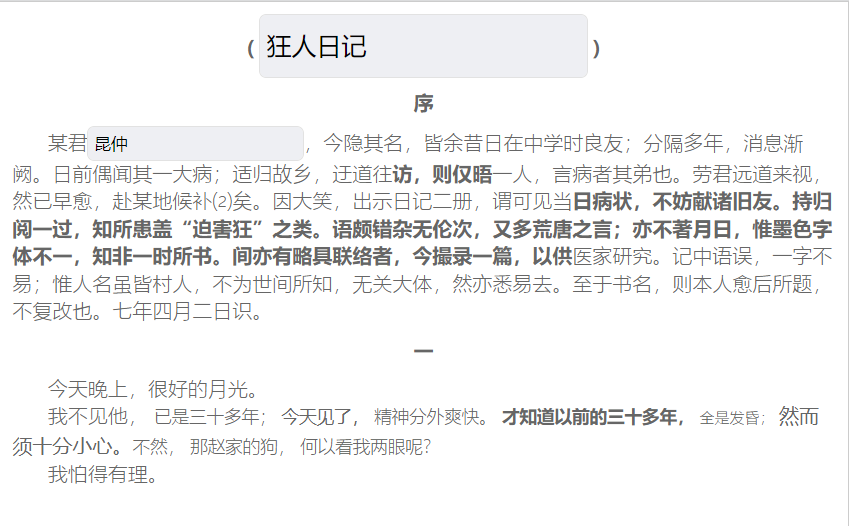 ( 狂人日记 )
序
某君昆仲，今隐其名，皆余昔日在中学时良友；分隔多年，消息渐
阙。日前偶闻其一大病；适归故乡，迂道往访，则仅晤一人，言病者其弟也。劳君远道来视，
然已早愈，赴某地候补⑵矣。因大笑，出示日记二册，谓可见当日病状，不妨献诸旧友。持归
阅一过，知所患盖“迫害狂”之类。语颇错杂无伦次，又多荒唐之言；亦不著月日，惟墨色字
体不一，知非一时所书。间亦有略具联络者，今撮录一篇，以供医家研究。记中语误，一字不
易；惟人名虽皆村人，不为世间所知，无关大体，然亦悉易去。至于书名，则本人愈后所题，
不复改也。七年四月二日识。
一
今天晚上，很好的月光。
我不见他， 已是三十多年； 今天见了， 精神分外爽快。 才知道以前的三十多年， 全是发昏； 然而
须十分小心。不然， 那赵家的狗， 何以看我两眼呢？
我怕得有理。